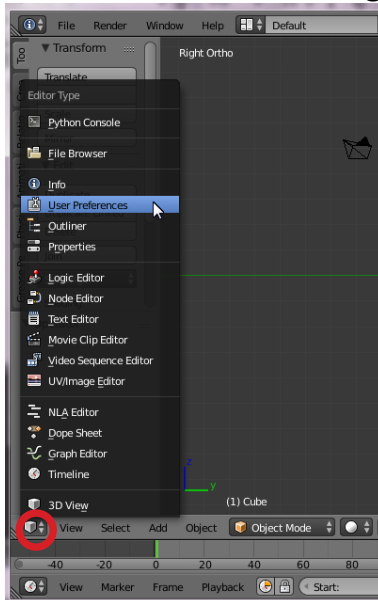 File Render Window Help Default
Too
Transform
Right Ortho
Translate
Editor Type
Python Console
File Browser
Info
User Preferences
Outliner
Properties
Logic Editor
Node Editor
Text Editor
Movie Clip Editor
Video Sequence Editor
UV/Image Editor
NLA Editor
Dope Sheet
Graph Editor
Timeline
3D View
z
y
(1) Cube
View Select Add Object Object Mode
-40 -20 0 20 40 60 80
View Marker Frame Playback Start: